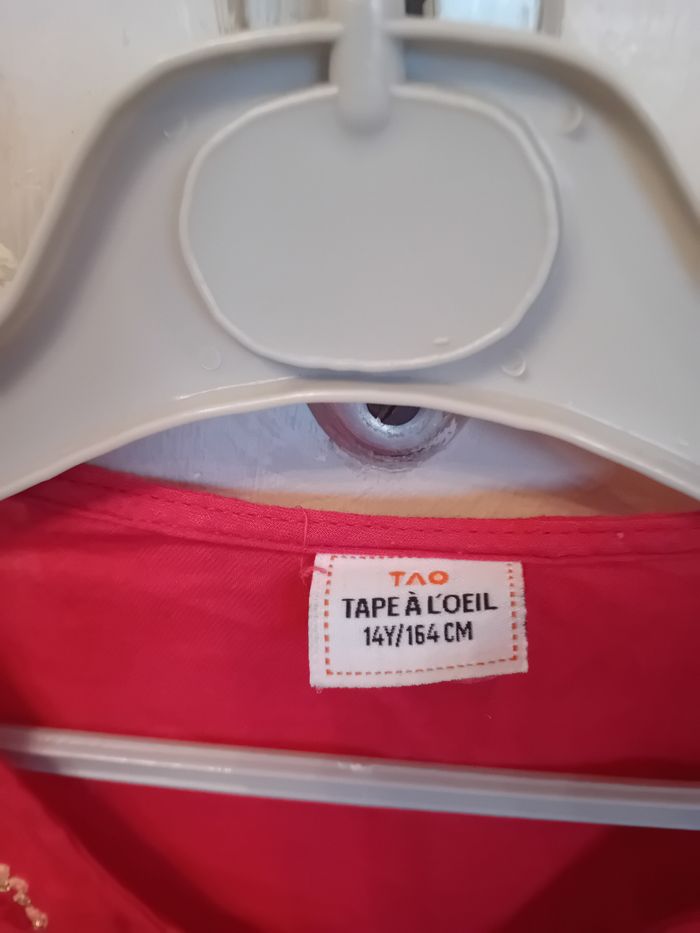 TAO
TAPE À L'OEIL
14Y/164 CM